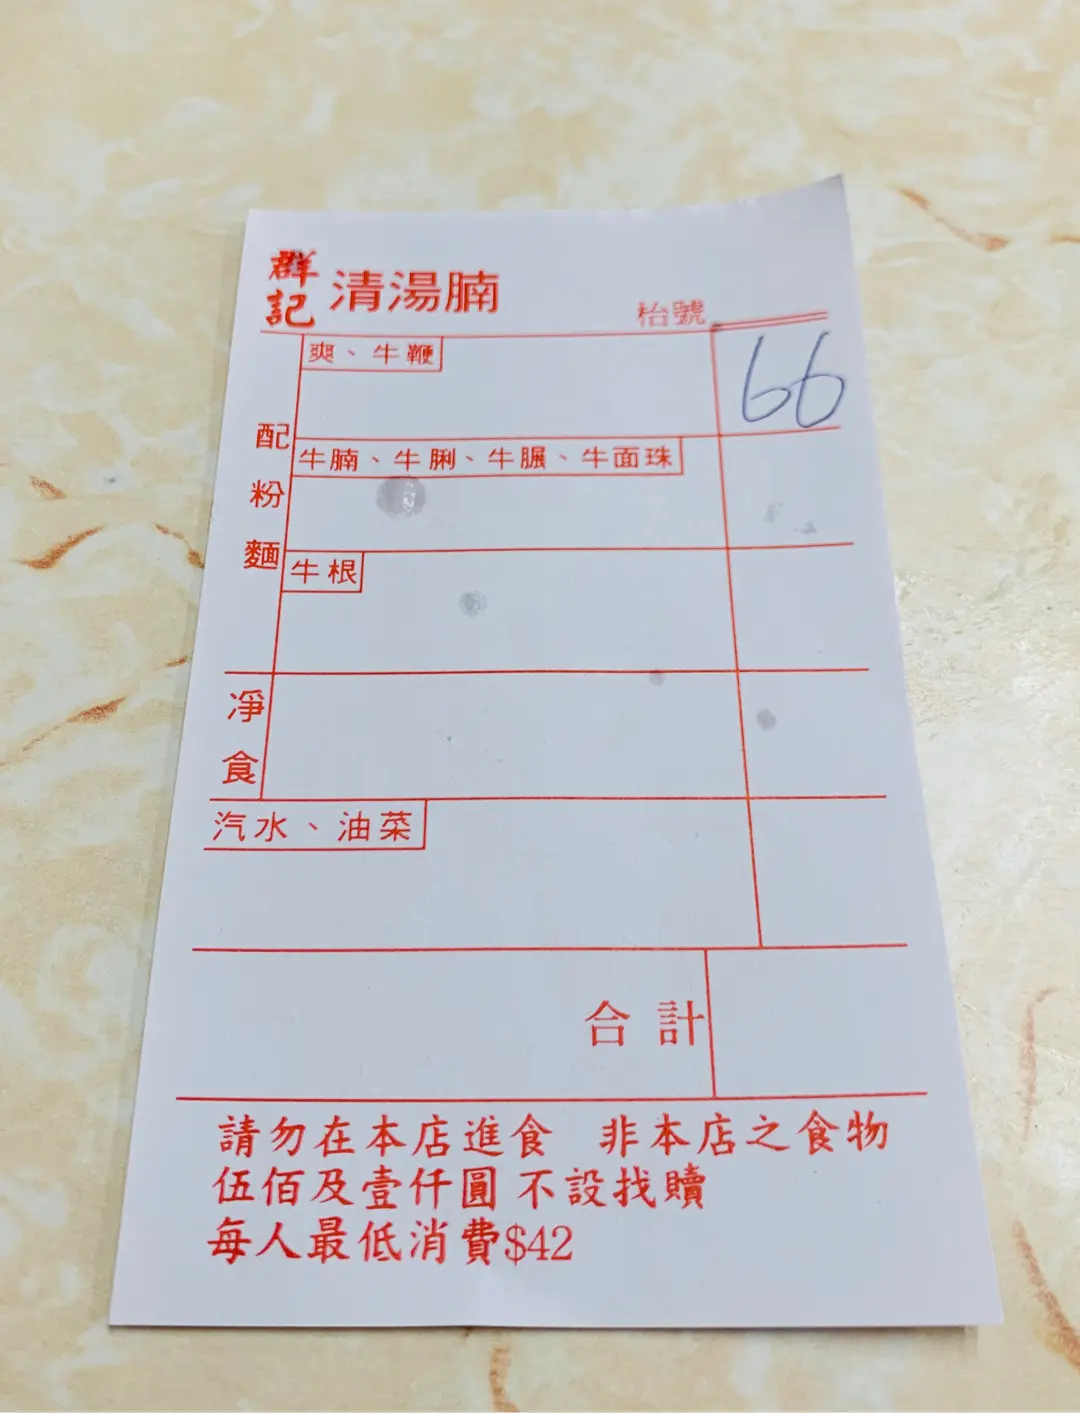 群記 清湯腩
枱號
66
爽、牛鞭
配粉麵
牛腩、牛脷、牛𦟌、牛面珠
牛根
淨食
汽水、油菜
合計
請勿在本店進食 非本店之食物
伍佰及壹仟圓 不設找贖
每人最低消費$42